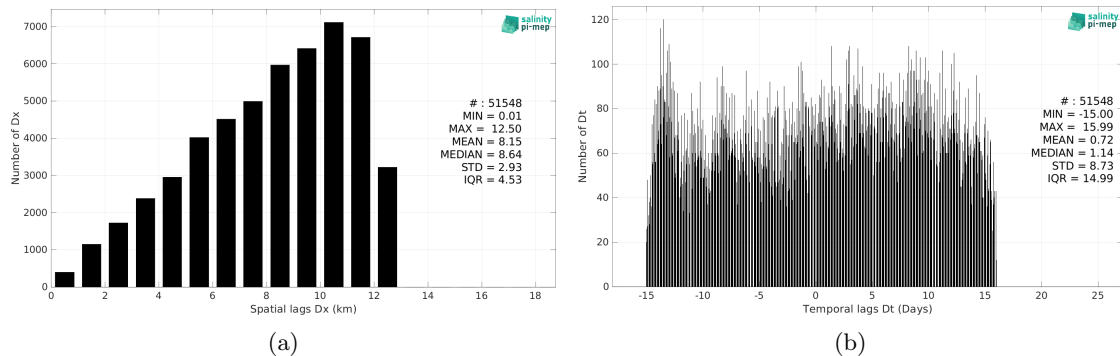 7000
6000
5000
4000
3000
2000
1000
0
Number of Dx
0 2 4 6 8 10 12 14 16 18
Spatial lags Dx (km)
salinity
pi-mep
# : 51548
MIN = 0.01
MAX = 12.50
MEAN = 8.15
MEDIAN = 8.64
STD = 2.93
IQR = 4.53
(a)
120
100
80
60
40
20
0
Number of Dt
-15 -10 -5 0 5 10 15 20 25
Temporal lags Dt (Days)
salinity
pi-mep
# : 51548
MIN = -15.00
MAX = 15.99
MEAN = 0.72
MEDIAN = 1.14
STD = 8.73
IQR = 14.99
(b)